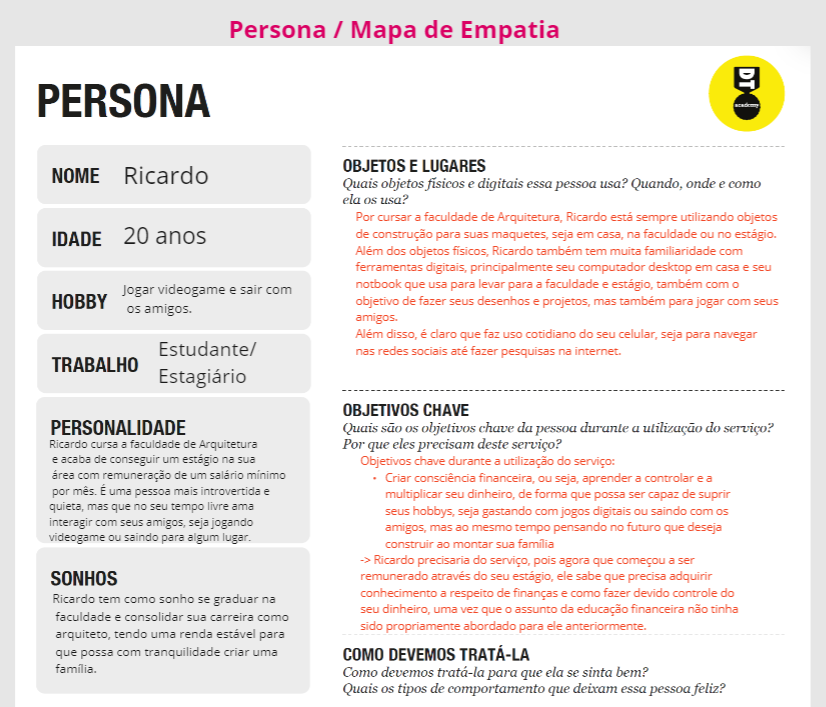 Persona / Mapa de Empatia
PERSONA
DT
academy
NOME Ricardo
IDADE 20 anos
HOBBY Jogar videogame e sair com
os amigos.
TRABALHO Estudante/
Estagiário
PERSONALIDADE
Ricardo cursa a faculdade de Arquitetura
e acaba de conseguir um estágio na sua
área com remuneração de um salário mínimo
por mês. É uma pessoa mais introvertida e
quieta, mas que no seu tempo livre ama
interagir com seus amigos, seja jogando
videogame ou saindo para algum lugar.
SONHOS
Ricardo tem como sonho se graduar na
faculdade e consolidar sua carreira como
arquiteto, tendo uma renda estável para
que possa com tranquilidade criar uma
família.
OBJETOS E LUGARES
Quais objetos físicos e digitais essa pessoa usa? Quando, onde e como
ela os usa?
Por cursar a faculdade de Arquitetura, Ricardo está sempre utilizando objetos
de construção para suas maquetes, seja em casa, na faculdade ou no estágio.
Além dos objetos físicos, Ricardo também tem muita familiaridade com
ferramentas digitais, principalmente seu computador desktop em casa e seu
notbook que usa para levar para a faculdade e estágio, também com o
objetivo de fazer seus desenhos e projetos, mas também para jogar com seus
amigos.
Além disso, é claro que faz uso cotidiano do seu celular, seja para navegar
nas redes sociais até fazer pesquisas na internet.
OBJETIVOS CHAVE
Quais são os objetivos chave da pessoa durante a utilização do serviço?
Por que eles precisam deste serviço?
Objetivos chave durante a utilização do serviço:
• Criar consciência financeira, ou seja, aprender a controlar e a
multiplicar seu dinheiro, de forma que possa ser capaz de suprir
seus hobbys, seja gastando com jogos digitais ou saindo com os
amigos, mas ao mesmo tempo pensando no futuro que deseja
construir ao montar sua família
-> Ricardo precisaria do serviço, pois agora que começou a ser
remunerado através do seu estágio, ele sabe que precisa adquirir
conhecimento a respeito de finanças e como fazer devido controle do
seu dinheiro, uma vez que o assunto da educação financeira não tinha
sido propriamente abordado para ele anteriormente.
COMO DEVEMOS TRATÁ-LA
Como devemos tratá-la para que ela se sinta bem?
Quais os tipos de comportamento que deixam essa pessoa feliz?